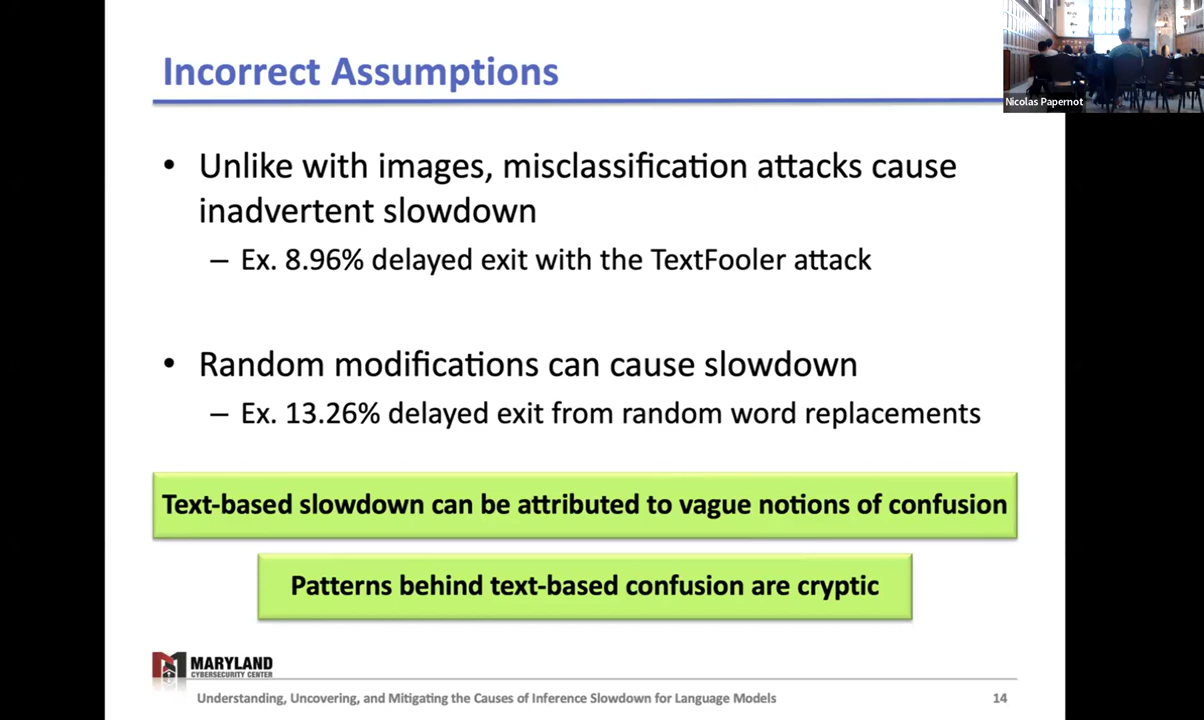 Incorrect Assumptions
Nicolas Papernot
• Unlike with images, misclassification attacks cause
inadvertent slowdown
– Ex. 8.96% delayed exit with the TextFooler attack
• Random modifications can cause slowdown
– Ex. 13.26% delayed exit from random word replacements
Text-based slowdown can be attributed to vague notions of confusion
Patterns behind text-based confusion are cryptic
MARYLAND
CYBERSECURITY CENTER
Understanding, Uncovering, and Mitigating the Causes of Inference Slowdown for Language Models
14